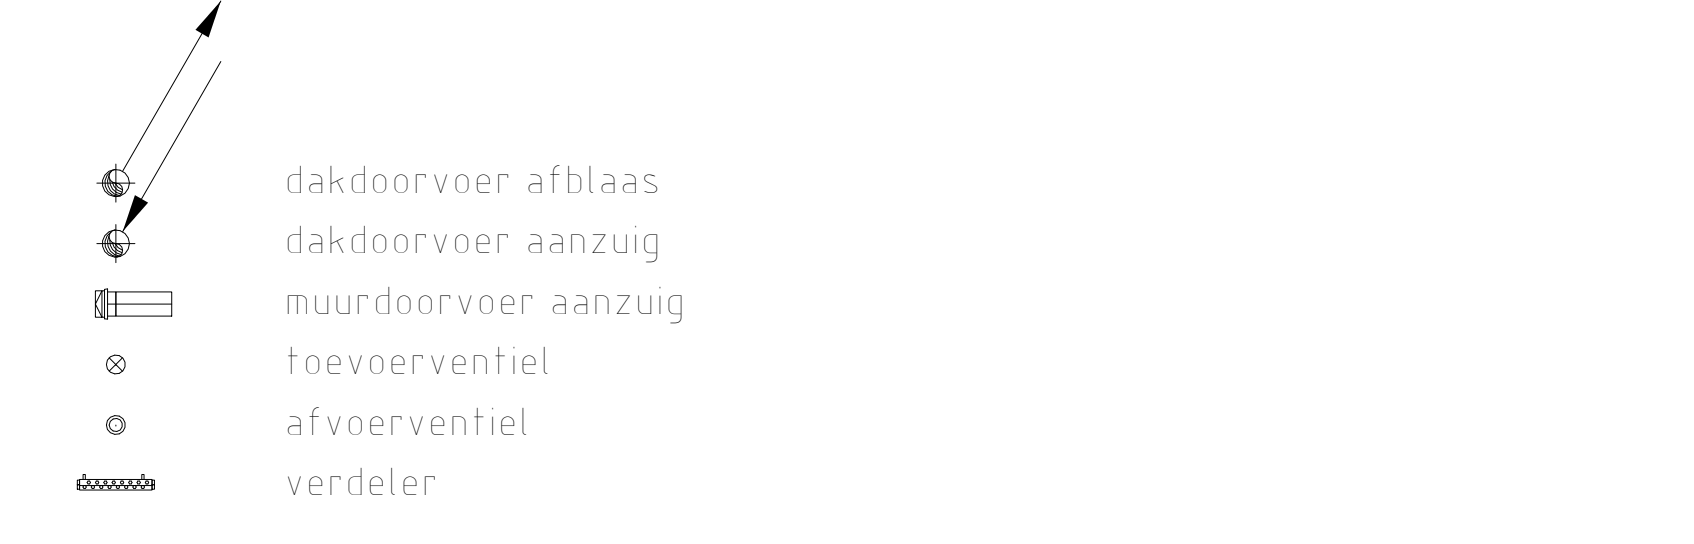 dakdoorvoer afblaas
dakdoorvoer aanzuig
muurdoorvoer aanzuig
toevoerventiel
afvoerventiel
verdeler